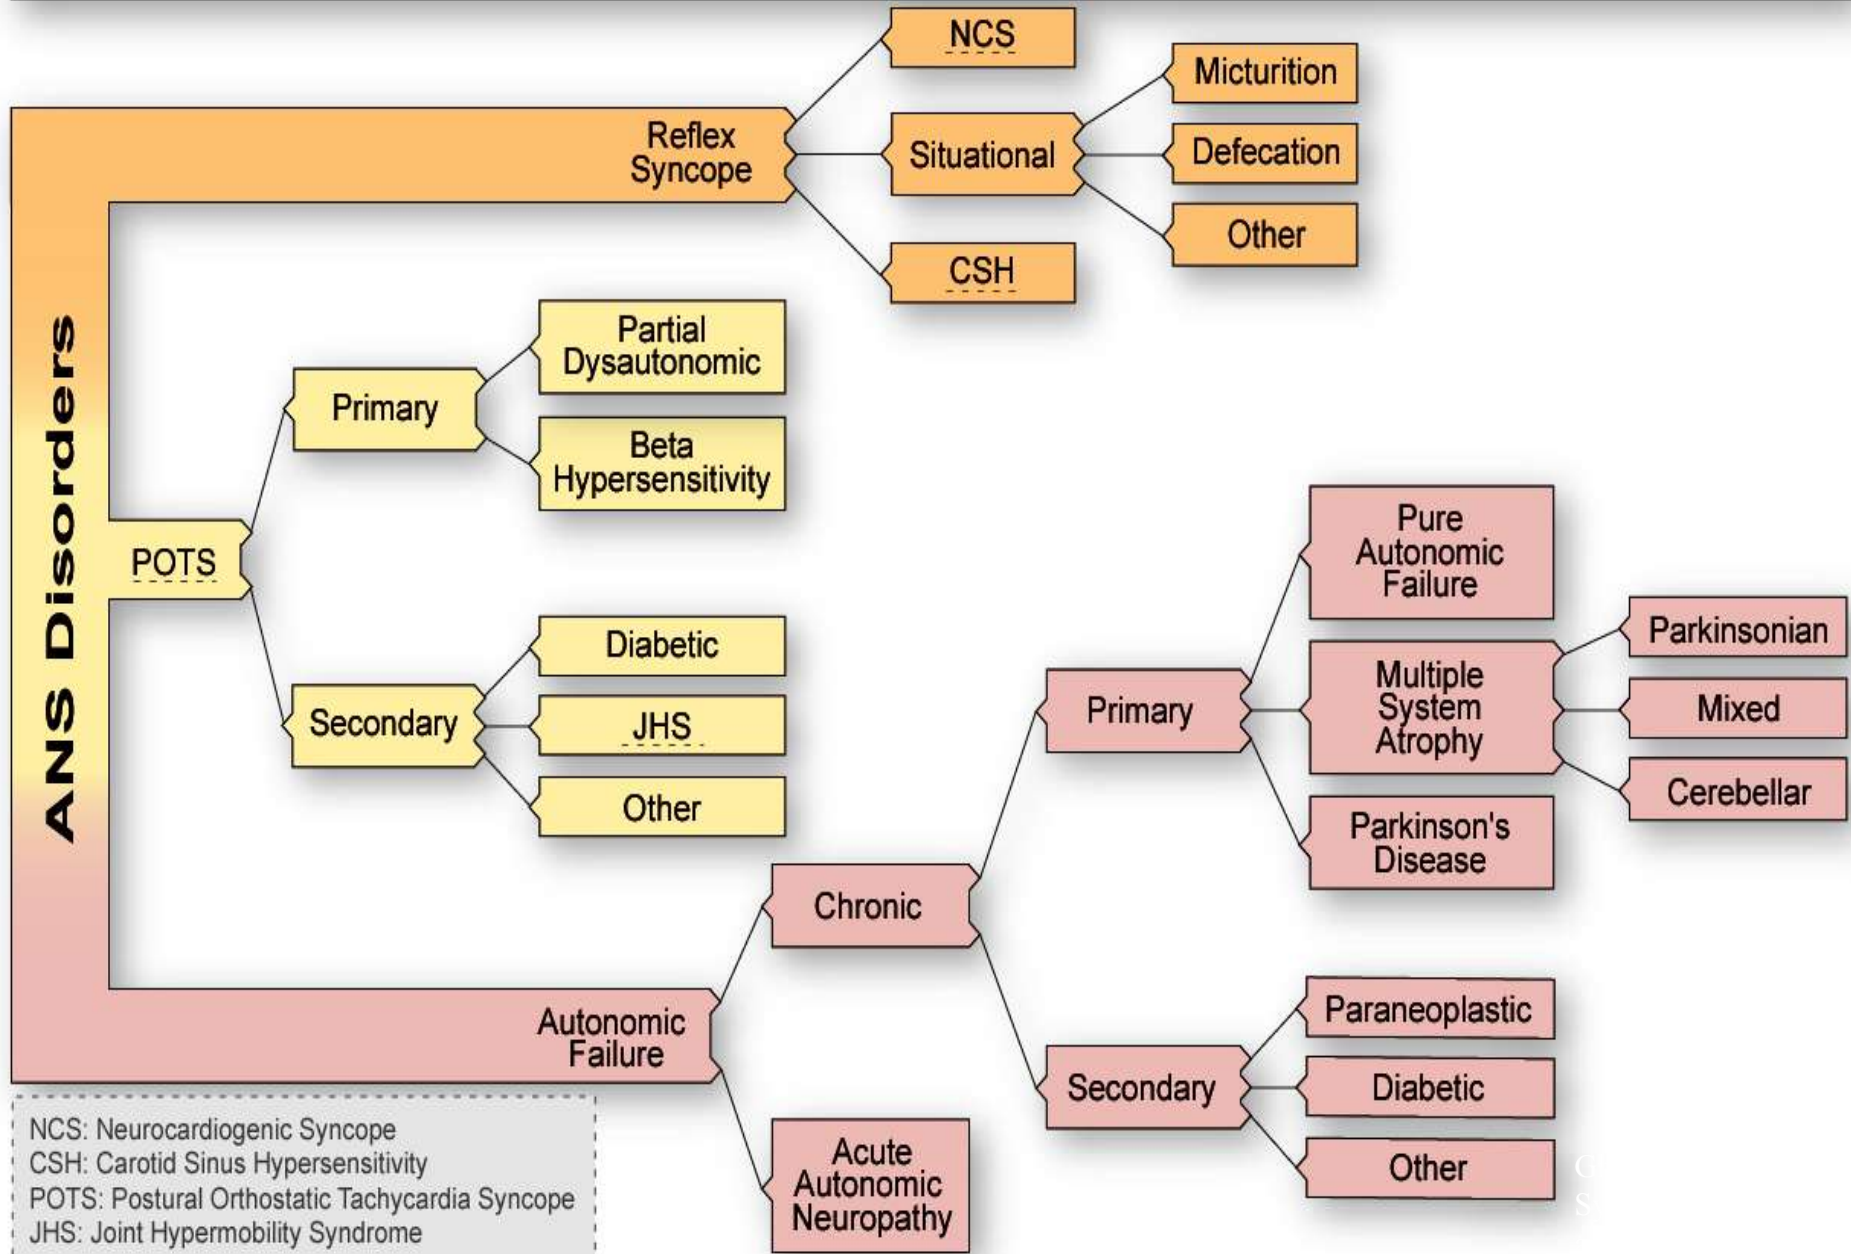 NCS
Micturition
Reflex
Syncope
Situational
Defecation
Other
CSH
ANS Disorders
Partial
Dysautonomic
Primary
Beta
Hypersensitivity
POTS
Diabetic
Secondary
JHS
Other
Pure
Autonomic
Failure
Parkinsonian
Primary
Multiple
System
Atrophy
Mixed
Cerebellar
Parkinson's
Disease
Chronic
Autonomic
Failure
Paraneoplastic
Secondary
Diabetic
Other
Acute
Autonomic
Neuropathy
NCS: Neurocardiogenic Syncope
CSH: Carotid Sinus Hypersensitivity
POTS: Postural Orthostatic Tachycardia Syncope
JHS: Joint Hypermobility Syndrome